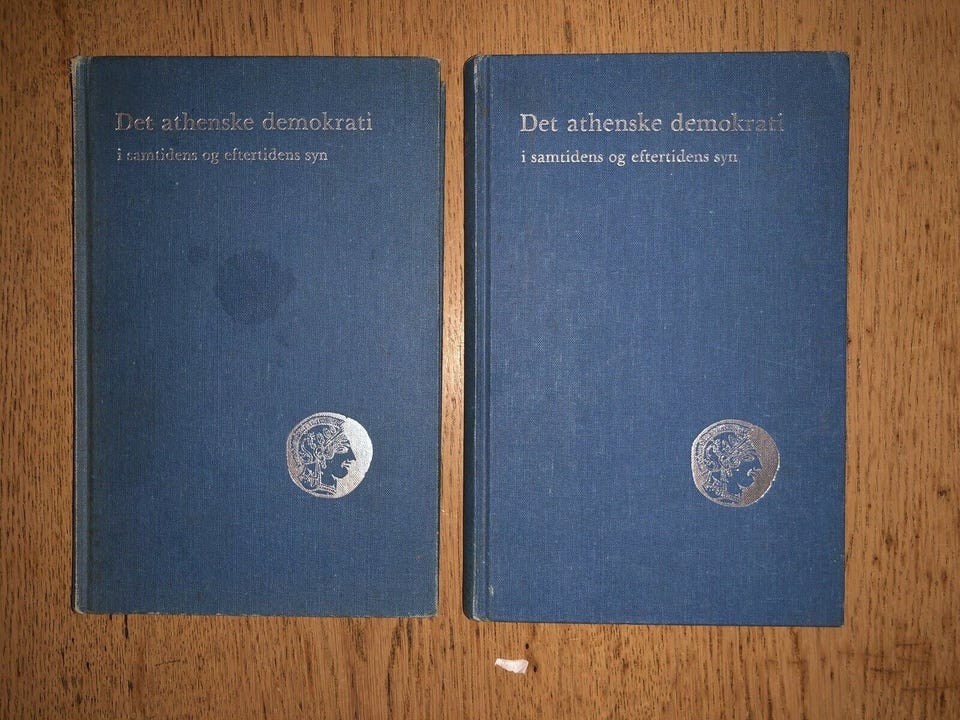 Det athenske demokrati
i samtidens og eftertidens syn
Det athenske demokrati
i samtidens og eftertidens syn